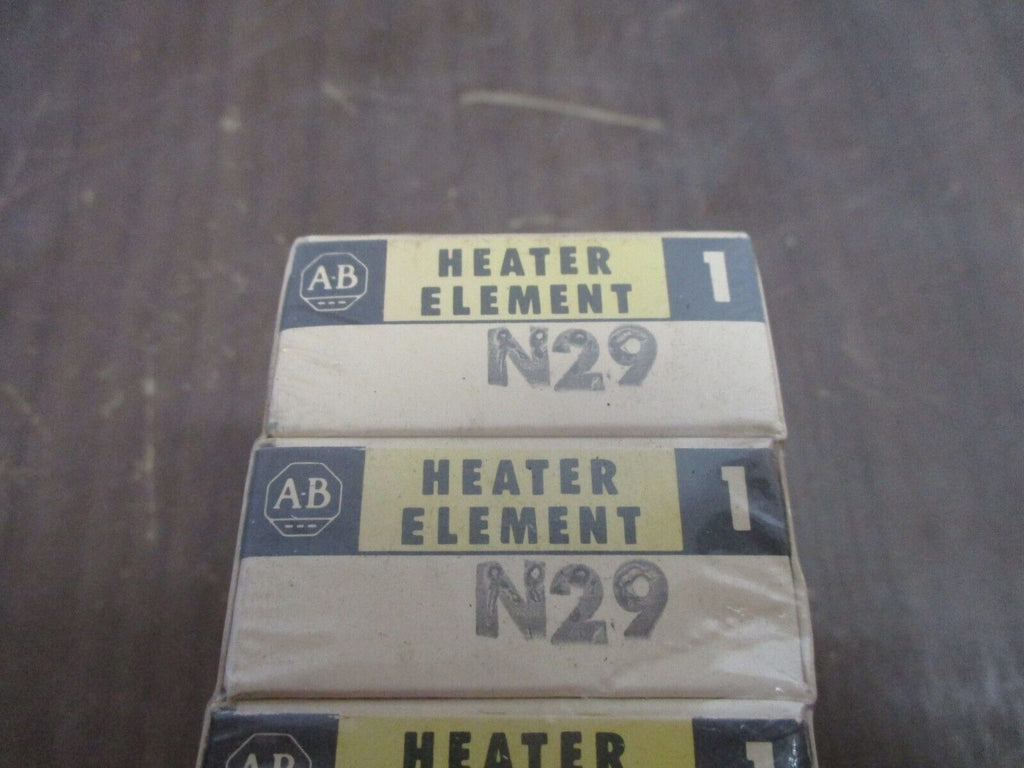 A-B HEATER 1
ELEMENT
N29
A-B HEATER 1
ELEMENT
N29
A-B HEATER 1